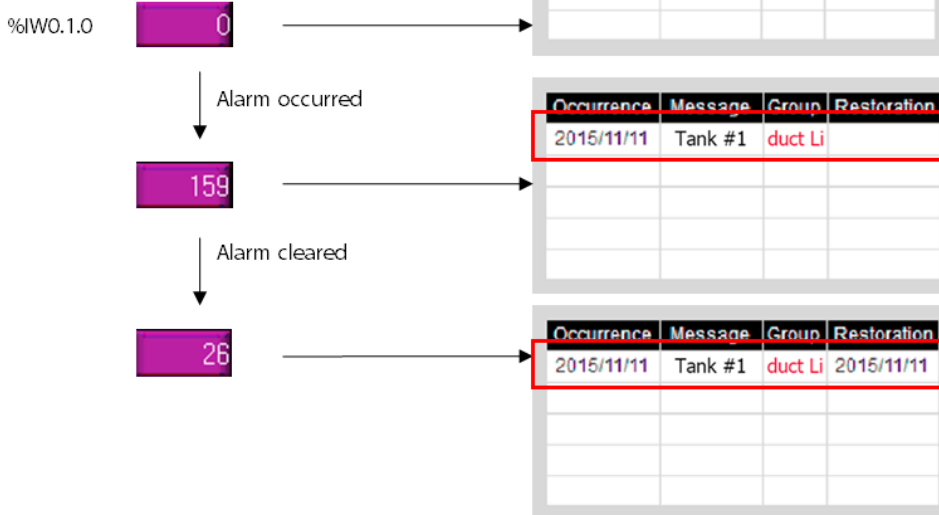 %IW0.1.0
0
Alarm occurred
Occurrence Message Group Restoration
2015/11/11 Tank #1 duct Li
159
Alarm cleared
Occurrence Message Group Restoration
26
2015/11/11 Tank #1 duct Li 2015/11/11